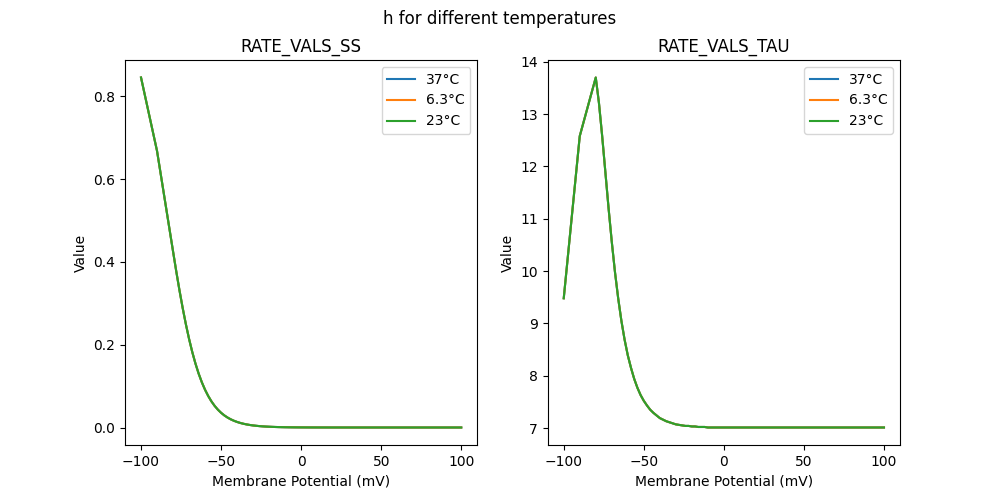 h for different temperatures
RATE_VALS_SS
37°C
6.3°C
23°C
Value
0.8
0.6
0.4
0.2
0.0
−100
−50
0
50
100
Membrane Potential (mV)
RATE_VALS_TAU
37°C
6.3°C
23°C
Value
14
13
12
11
10
9
8
7
−100
−50
0
50
100
Membrane Potential (mV)